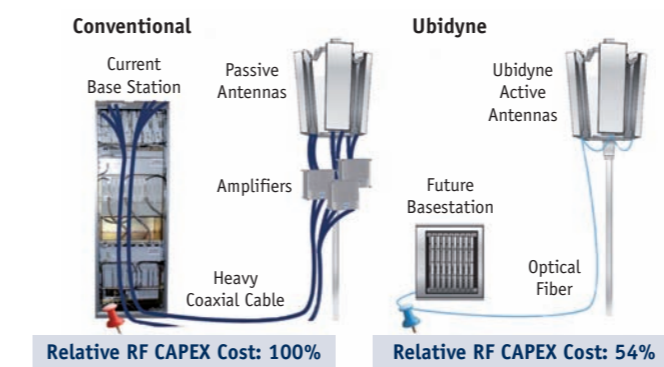 Conventional
Current
Base Station
Passive
Antennas
Amplifiers
Heavy
Coaxial Cable
Relative RF CAPEX Cost: 100%
Ubidyne
Ubidyne
Active
Antennas
Future
Basestation
Optical
Fiber
Relative RF CAPEX Cost: 54%